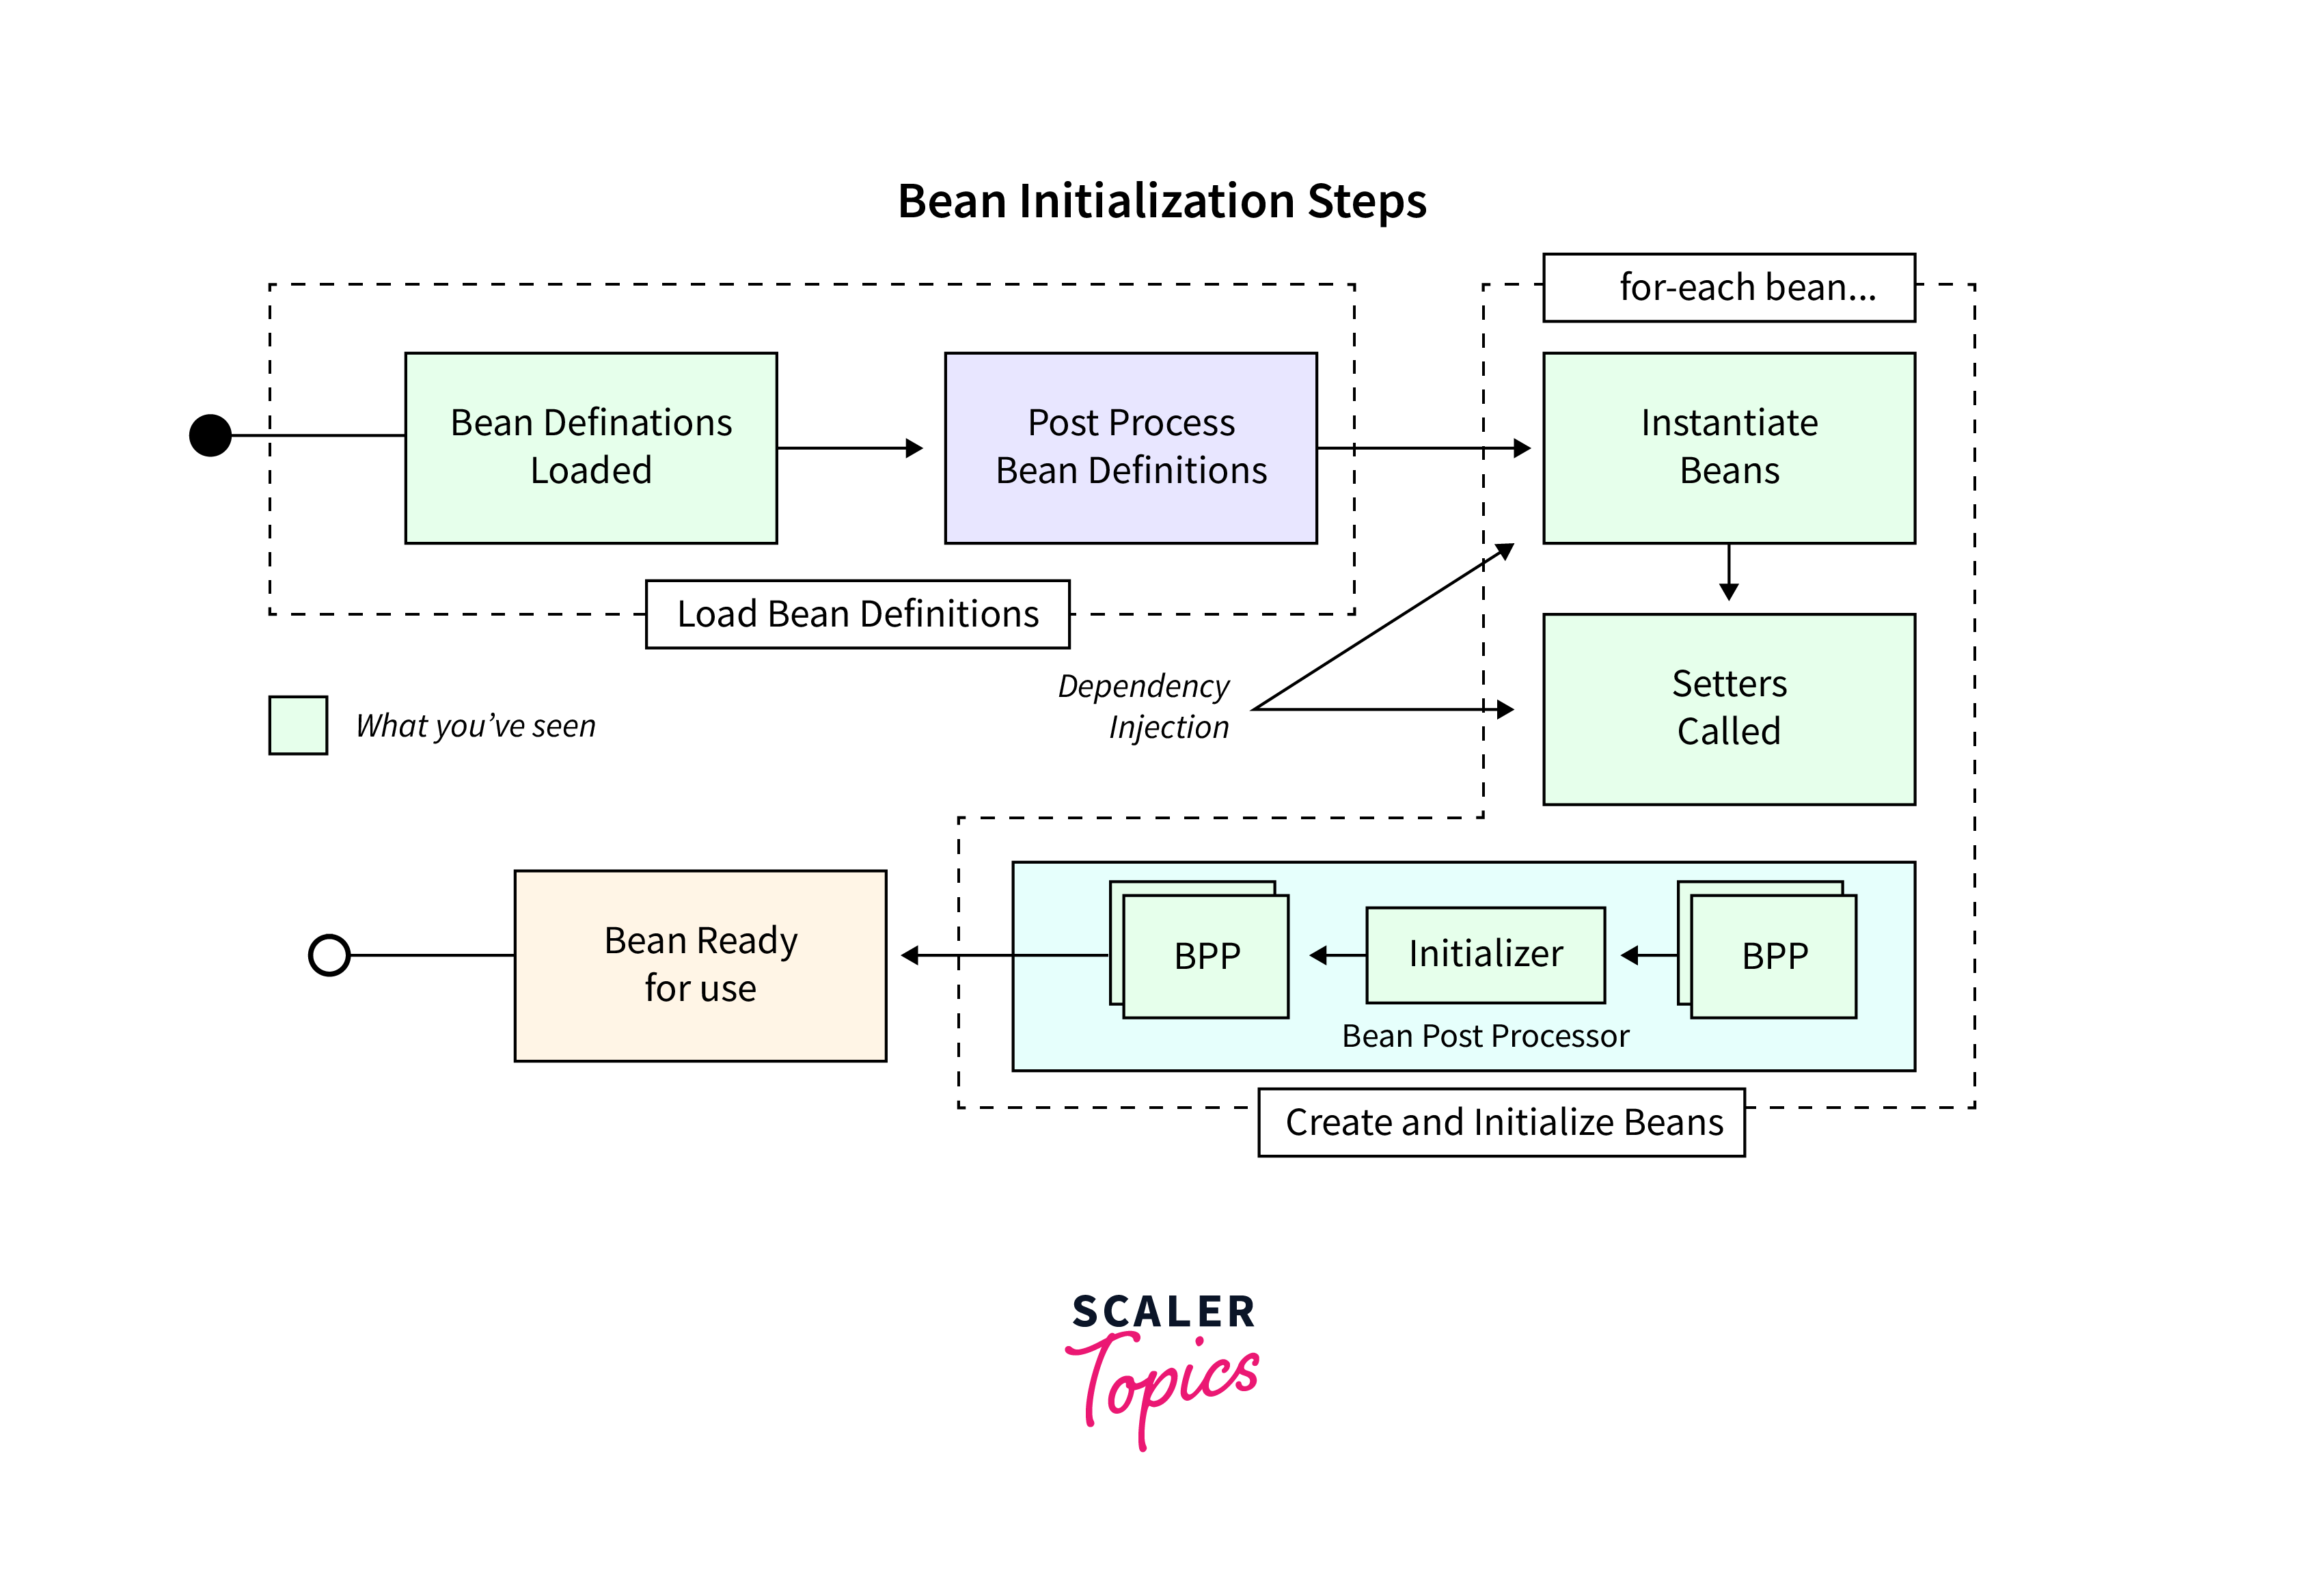 Bean Initialization Steps
for-each bean...
Bean Definations
Loaded
Post Process
Bean Definitions
Instantiate
Beans
Load Bean Definitions
Dependency
Injection
Setters
Called
What you've seen
Bean Ready
for use
BPP
Initializer
BPP
Bean Post Processor
Create and Initialize Beans
SCALER
Topics